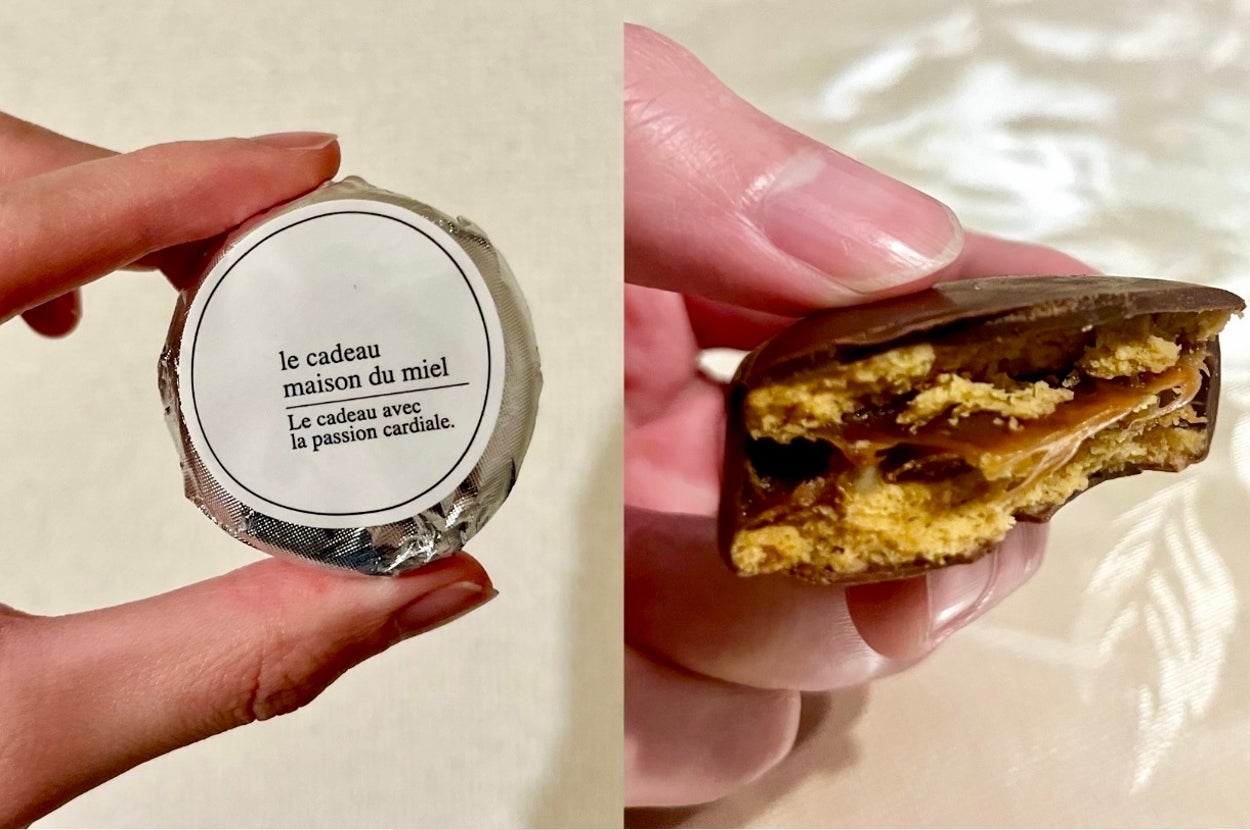 le cadeau
maison du miel
Le cadeau avec
la passion cardiale.